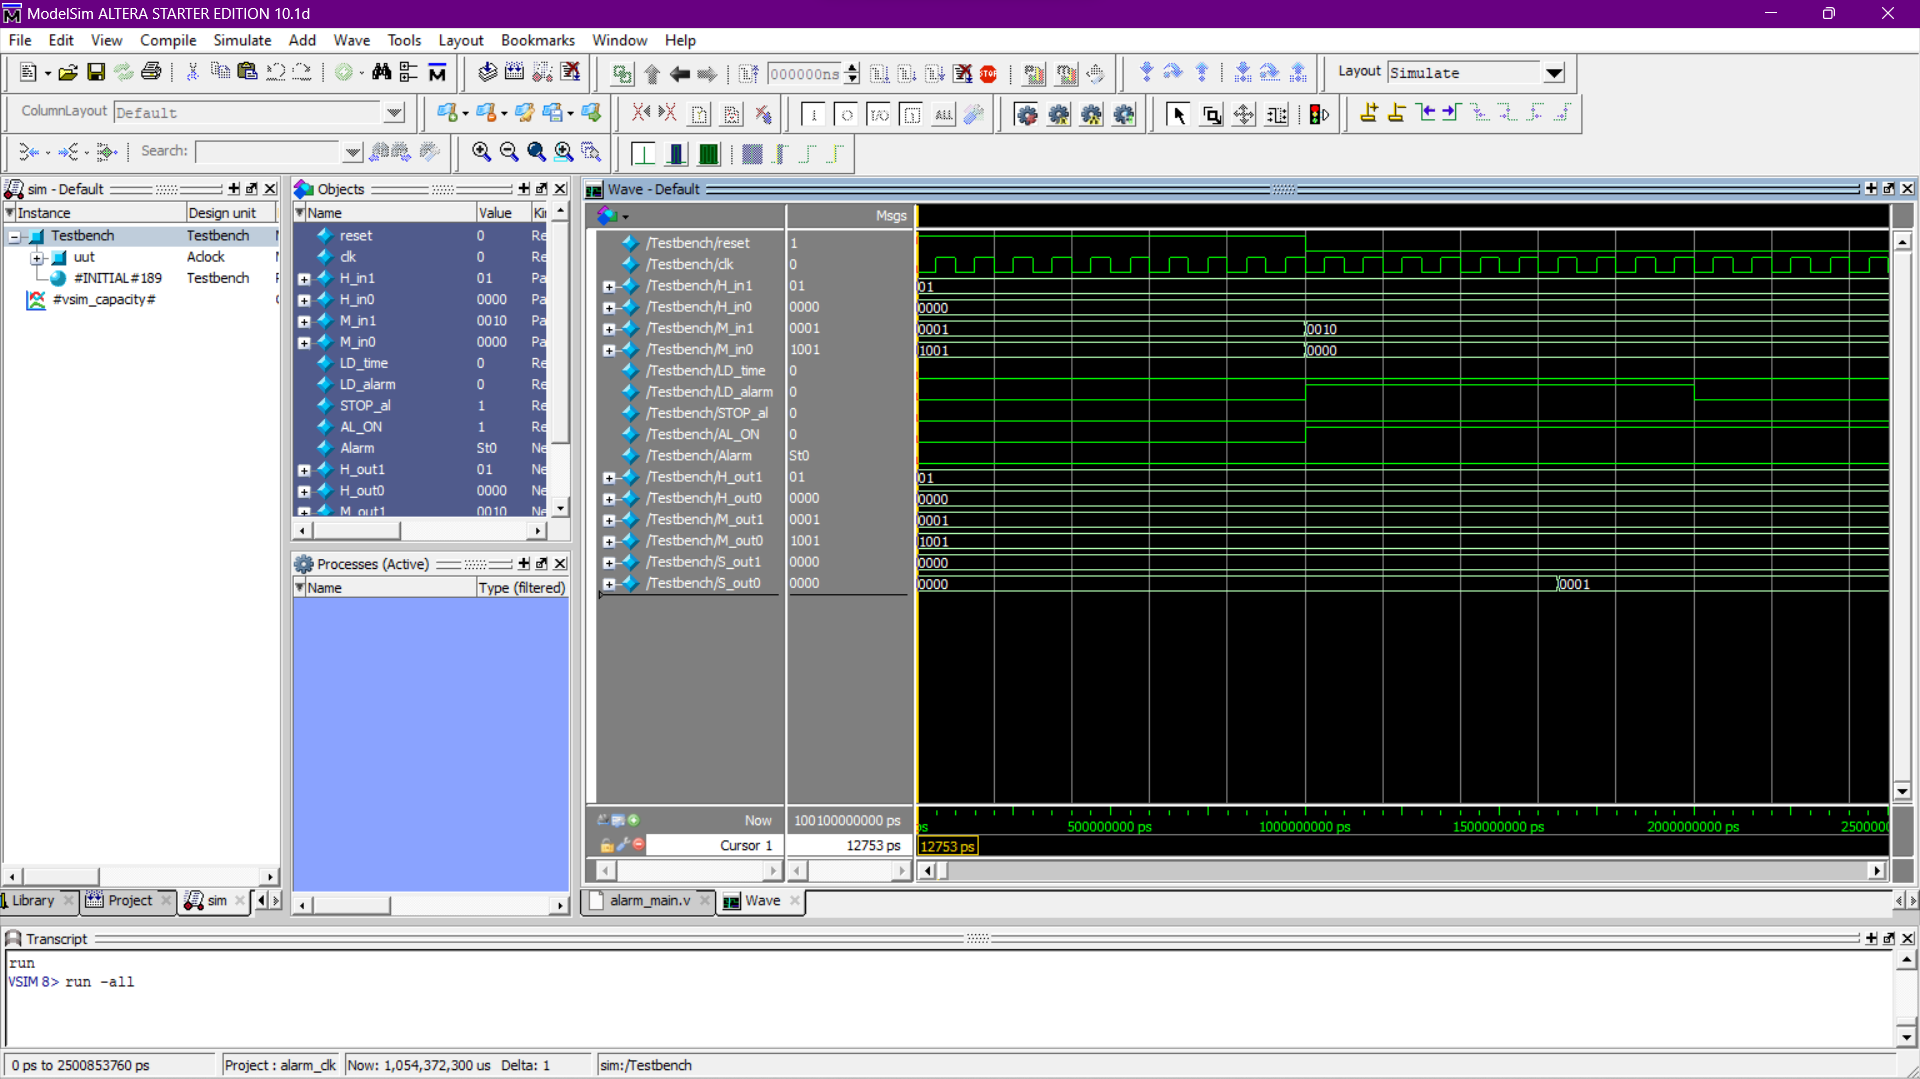 ModelSim ALTERA STARTER EDITION 10.1d
File Edit View Compile Simulate Add Wave Tools Layout Bookmarks Window Help
000000ns
Layout Simulate
ColumnLayout Default
ALL
Search:
sim - Default
Instance Design unit
Testbench Testbench
uut Aclock
#INITIAL#189 Testbench
#vsim_capacity#
Objects
Name Value Ki
reset 0 Re
clk 0 Re
H_in1 01 Pa
H_in0 0000 Pa
M_in1 0010 Pa
M_in0 0000 Pa
LD_time 0 Re
LD_alarm 0 Re
STOP_al 1 Re
AL_ON 1 Re
Alarm St0 Ne
H_out1 01 Ne
H_out0 0000 Ne
M_out1 0010 Ne
Processes (Active)
Name Type (filtered)
Wave - Default
Msgs
/Testbench/reset 1
/Testbench/clk 0
/Testbench/H_in1 01 01
/Testbench/H_in0 0000 0000
/Testbench/M_in1 0001 0001 0010
/Testbench/M_in0 1001 1001 0000
/Testbench/LD_time 0
/Testbench/LD_alarm 0
/Testbench/STOP_al 0
/Testbench/AL_ON 0
/Testbench/Alarm St0
/Testbench/H_out1 01 01
/Testbench/H_out0 0000 0000
/Testbench/M_out1 0001 0001
/Testbench/M_out0 1001 1001
/Testbench/S_out1 0000 0000
/Testbench/S_out0 0000 0000 0001
Now 100100000000 ps ps 500000000 ps 1000000000 ps 1500000000 ps 2000000000 ps 2500000
Cursor 1 12753 ps 12753 ps
Library Project sim
alarm_main.v Wave
Transcript
run
VSIM 8> run -all
0 ps to 2500853760 ps Project : alarm_clk Now: 1,054,372,300 us Delta: 1 sim:/Testbench